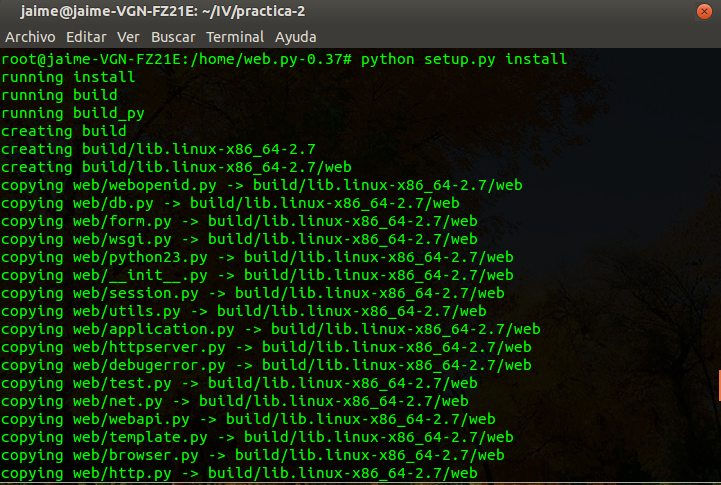 jaime@jaime-VGN-FZ21E: ~/IV/practica-2
Archivo Editar Ver Buscar Terminal Ayuda
root@jaime-VGN-FZ21E:/home/web.py-0.37# python setup.py install
running install
running build
running build_py
creating build
creating build/lib.linux-x86_64-2.7
creating build/lib.linux-x86_64-2.7/web
copying web/webopenid.py -> build/lib.linux-x86_64-2.7/web
copying web/db.py -> build/lib.linux-x86_64-2.7/web
copying web/form.py -> build/lib.linux-x86_64-2.7/web
copying web/wsgi.py -> build/lib.linux-x86_64-2.7/web
copying web/python23.py -> build/lib.linux-x86_64-2.7/web
copying web/__init__.py -> build/lib.linux-x86_64-2.7/web
copying web/session.py -> build/lib.linux-x86_64-2.7/web
copying web/utils.py -> build/lib.linux-x86_64-2.7/web
copying web/application.py -> build/lib.linux-x86_64-2.7/web
copying web/httpserver.py -> build/lib.linux-x86_64-2.7/web
copying web/debugerror.py -> build/lib.linux-x86_64-2.7/web
copying web/test.py -> build/lib.linux-x86_64-2.7/web
copying web/net.py -> build/lib.linux-x86_64-2.7/web
copying web/webapi.py -> build/lib.linux-x86_64-2.7/web
copying web/template.py -> build/lib.linux-x86_64-2.7/web
copying web/browser.py -> build/lib.linux-x86_64-2.7/web
copying web/http.py -> build/lib.linux-x86_64-2.7/web